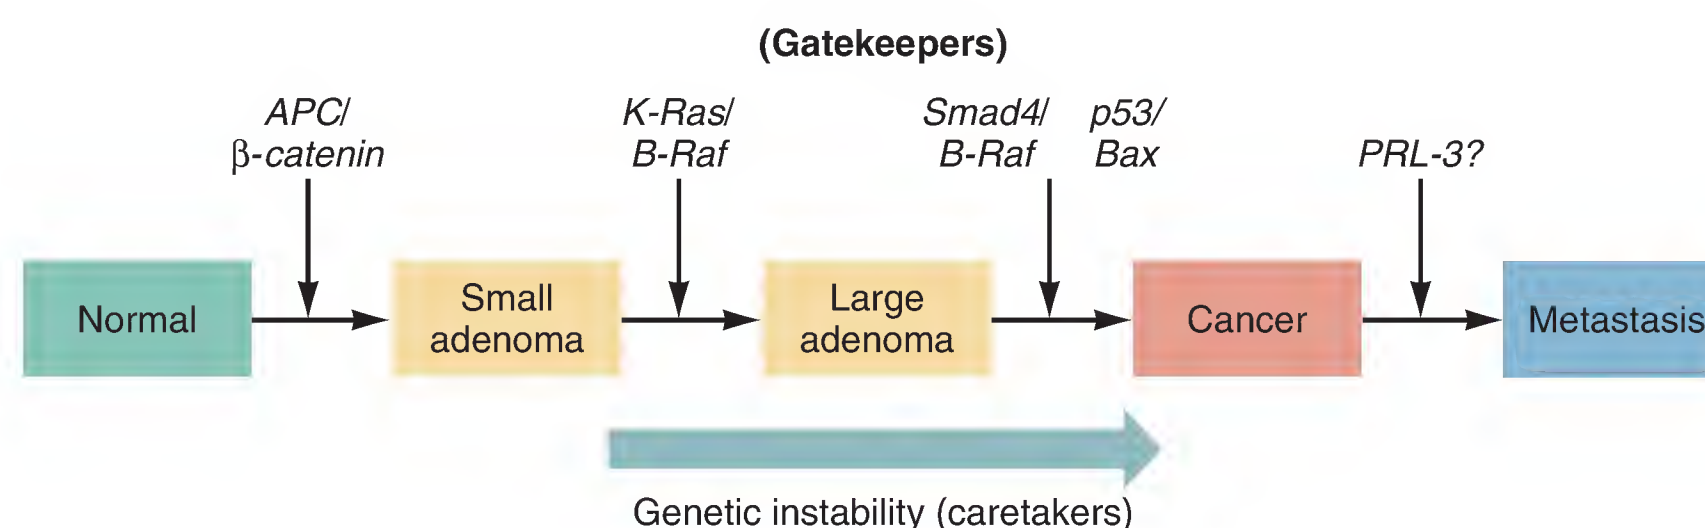 (Gatekeepers)
APC/
β-catenin
K-Ras/
B-Raf
Smad4/
B-Raf
p53/
Bax
PRL-3?
Normal
Small
adenoma
Large
adenoma
Cancer
Metastasis
Genetic instability (caretakers)